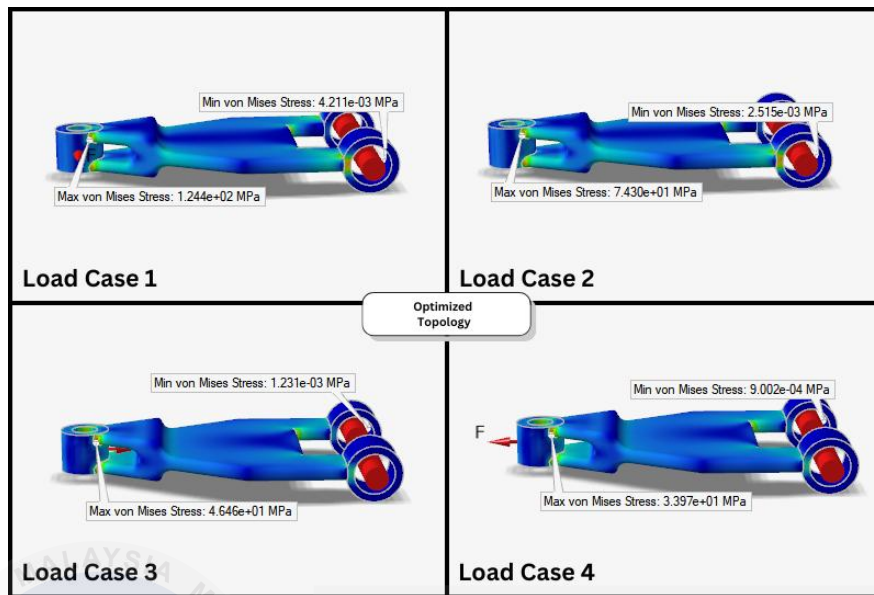 Min von Mises Stress: 4.211e-03 MPa
Max von Mises Stress: 1.244e+02 MPa
Load Case 1
Min von Mises Stress: 2.515e-03 MPa
Max von Mises Stress: 7.430e+01 MPa
Load Case 2
Optimized
Topology
Min von Mises Stress: 1.231e-03 MPa
Max von Mises Stress: 4.646e+01 MPa
Load Case 3
Min von Mises Stress: 9.002e-04 MPa
F
Max von Mises Stress: 3.397e+01 MPa
Load Case 4
MALAYSIA